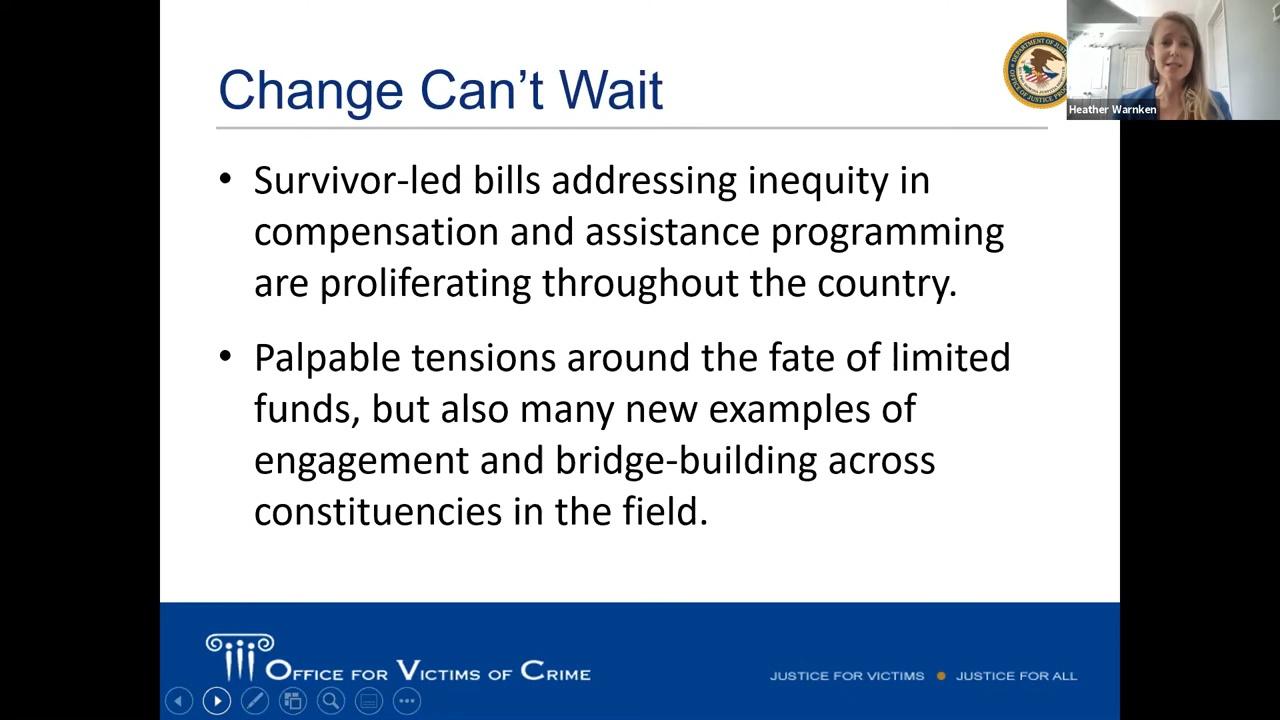 Change Can't Wait
Heather Warnken
• Survivor-led bills addressing inequity in
compensation and assistance programming
are proliferating throughout the country.
• Palpable tensions around the fate of limited
funds, but also many new examples of
engagement and bridge-building across
constituencies in the field.
OFFICE FOR VICTIMS OF CRIME
JUSTICE FOR VICTIMS • JUSTICE FOR ALL